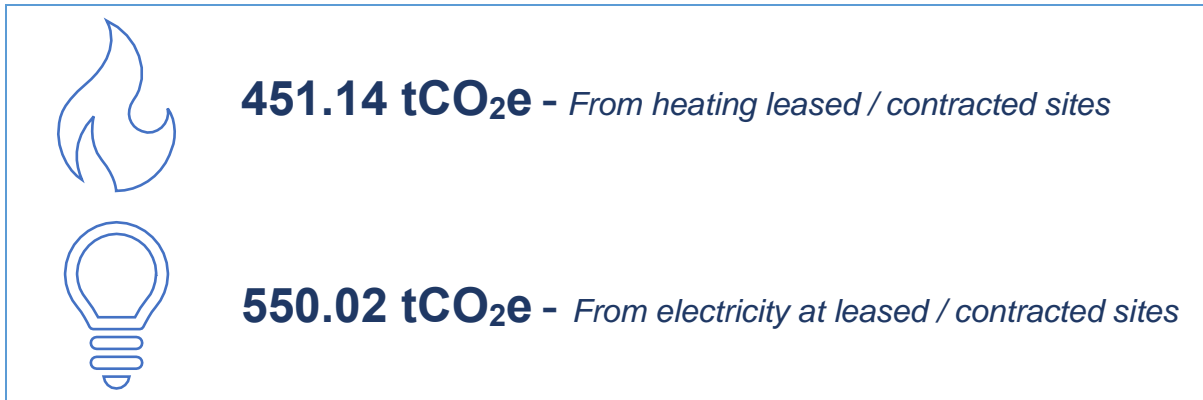 451.14 tCO₂e - From heating leased / contracted sites
550.02 tCO₂e - From electricity at leased / contracted sites